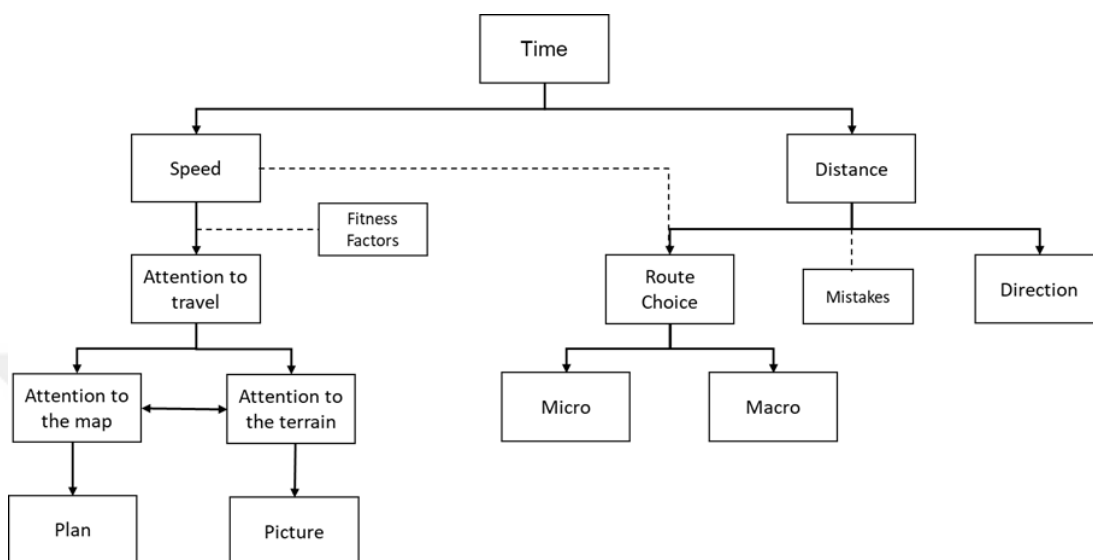 Time
Speed
Distance
Fitness
Factors
Attention to
travel
Route
Choice
Mistakes
Direction
Attention to
the map
Attention to
the terrain
Micro
Macro
Plan
Picture